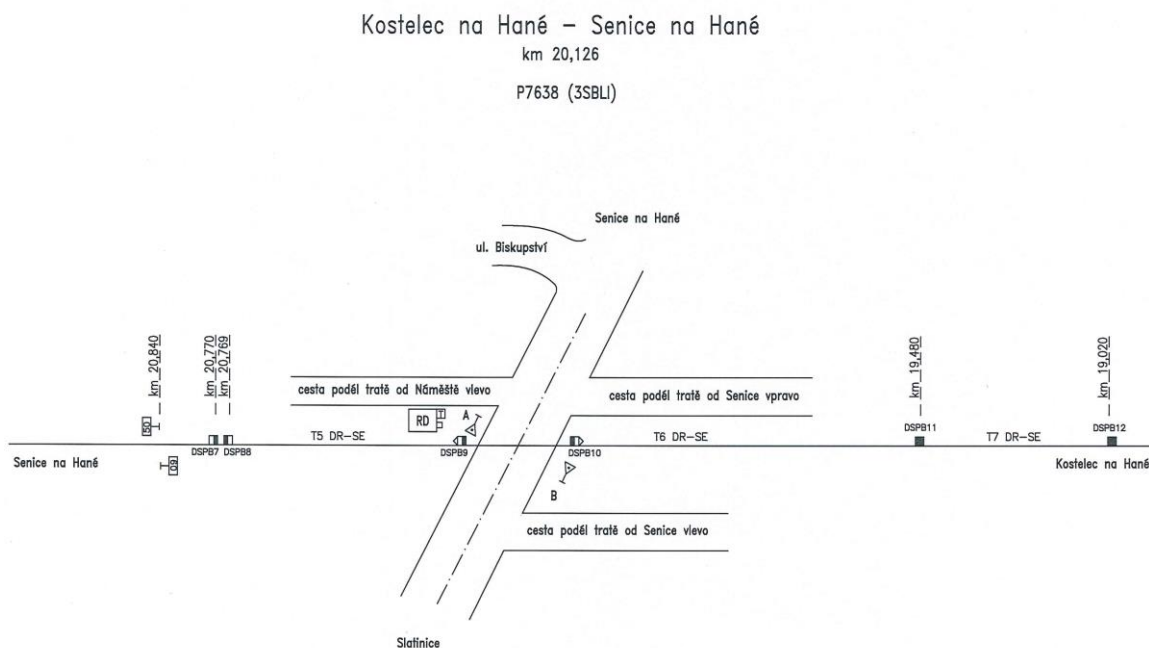 Kostelec na Hané – Senice na Hané
km 20,126
P7638 (3SBLI)
Senice na Hané
ul. Biskupství
km 20,840
km 20,770
km 20,769
km 19,480
km 19,020
cesta podél tratě od Náměště vlevo
cesta podél tratě od Senice vpravo
50
RD
A
T5 DR–SE
T6 DR–SE
DSPB11
T7 DR–SE
DSPB12
DSPB7
DSPB8
DSPB9
DSPB10
Senice na Hané
60
Kostelec na Hané
B
cesta podél tratě od Senice vlevo
Slatinice